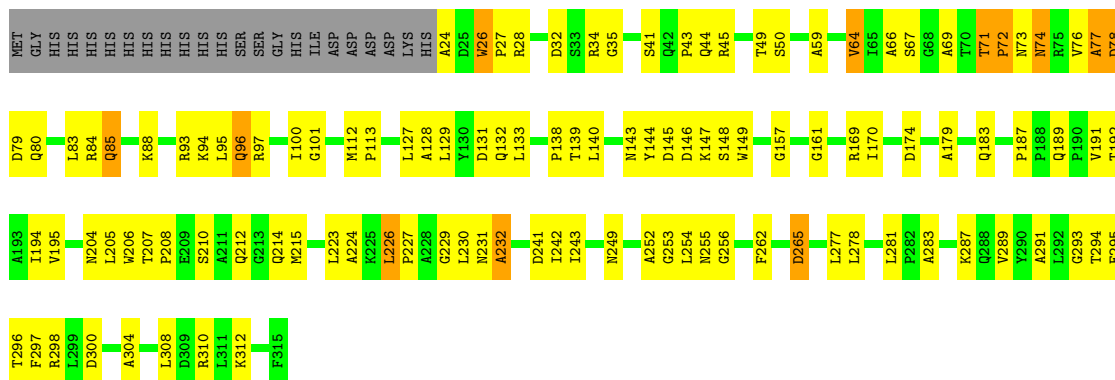 MET GLY HIS HIS HIS HIS HIS HIS HIS HIS HIS HIS SER SER GLY HIS ILE ASP ASP ASP ASP LYS HIS A24 D25 W26 P27 R28 D32 S33 R34 G35 S41 Q42 P43 Q44 R45 T49 S50 A59 V64 I65 A66 S67 G68 A69 T70 T71 P72 N73 N74 R75 V76 A77 D78
D79 Q80 L83 R84 Q85 K88 R93 K94 L95 Q96 R97 I100 G101 M112 P113 L127 A128 L129 Y130 D131 Q132 L133 P138 T139 L140 N143 Y144 D145 D146 K147 S148 W149 G157 G161 R169 I170 D174 A179 Q183 P187 P188 Q189 P190 V191 T192
A193 I194 V195 N204 L205 W206 T207 P208 E209 S210 A211 Q212 G213 Q214 M215 L223 A224 K225 L226 P227 A228 G229 L230 N231 A232 D241 I242 I243 N249 A252 G253 L254 N255 G256 F262 D265 L277 L278 L281 P282 A283 K287 Q288 V289 Y290 A291 L292 G293 T294
T296 F297 R298 L299 D300 A304 L308 D309 R310 L311 K312 F315